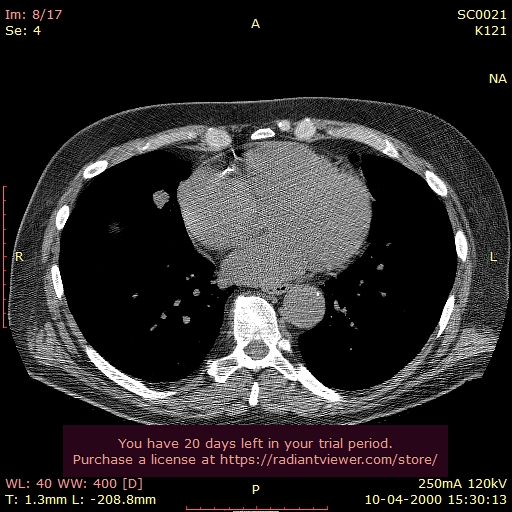 Im: 8/17
Se: 4
A
SC0021
K121
NA
R
L
You have 20 days left in your trial period.
Purchase a license at https://radiantviewer.com/store/
WL: 40 WW: 400 [D]
T: 1.3mm L: -208.8mm
P
250mA 120kV
10-04-2000 15:30:13